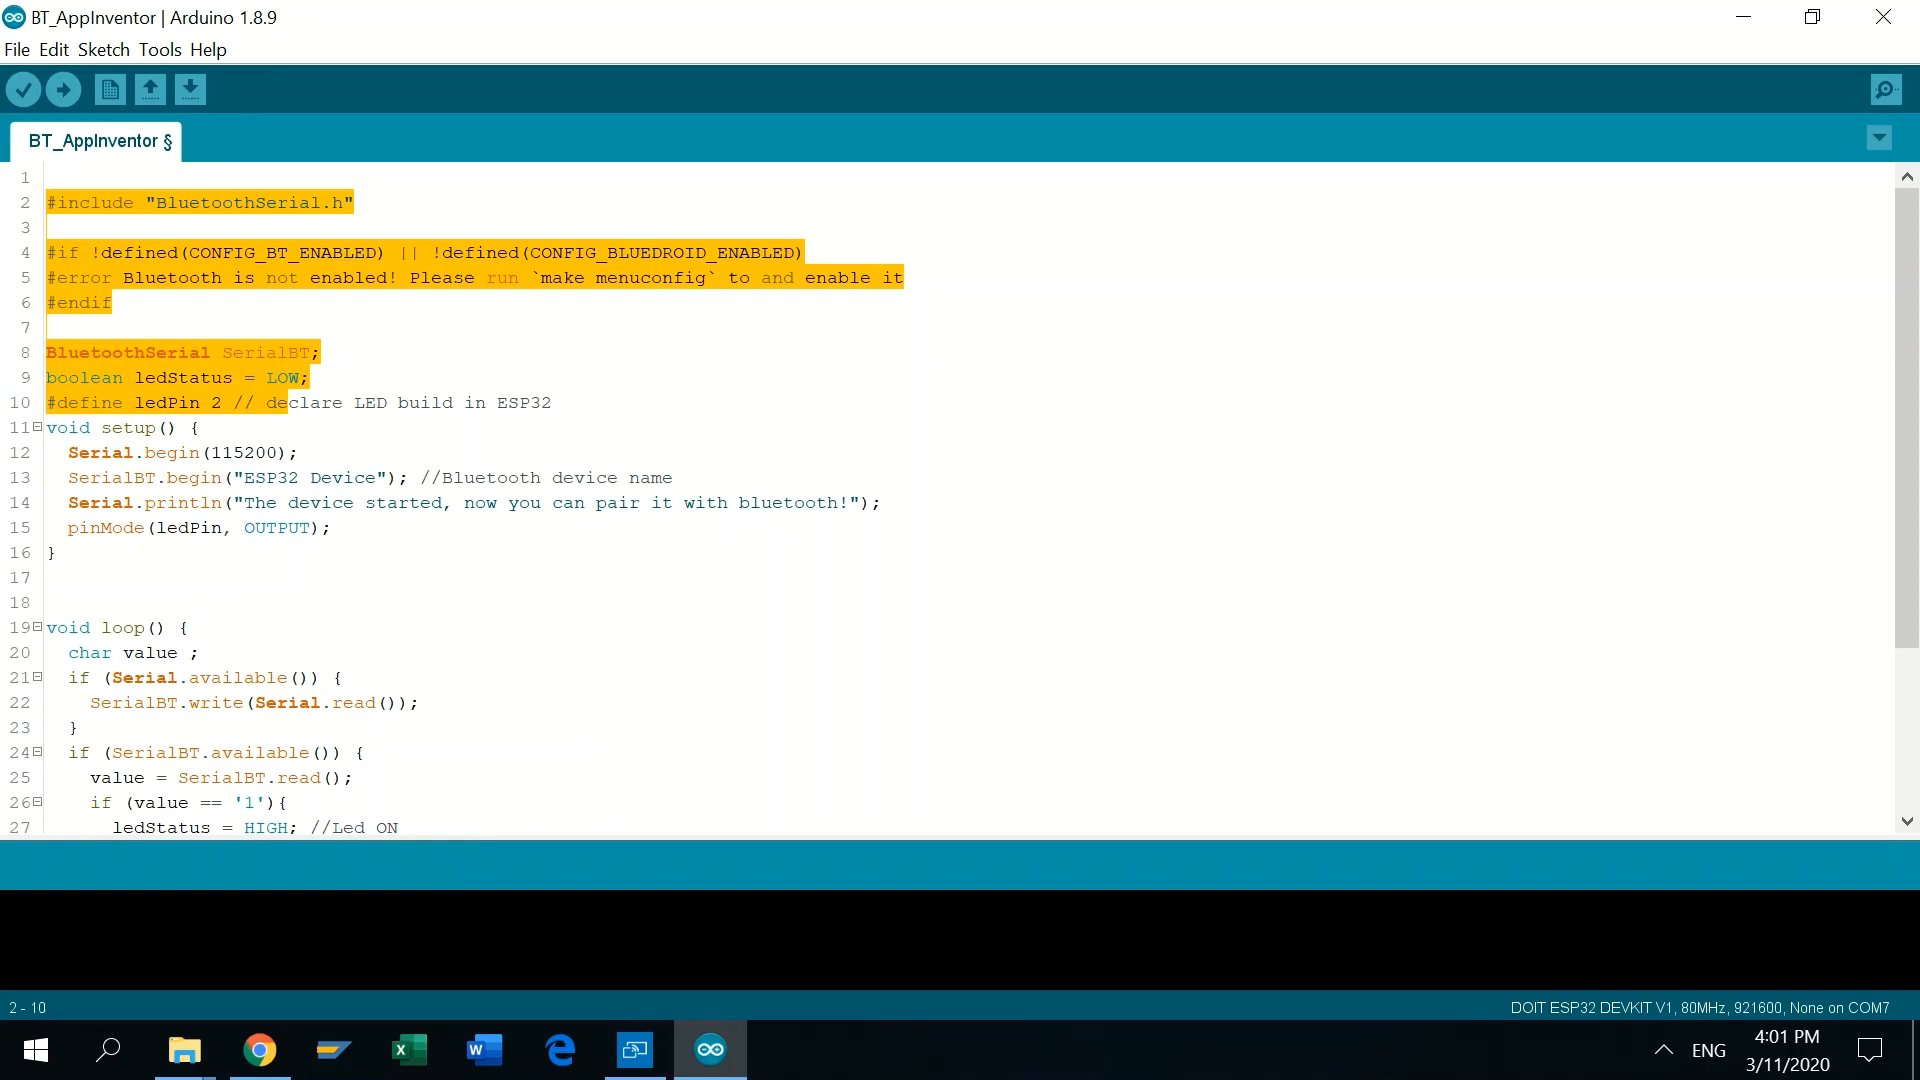 BT_AppInventor | Arduino 1.8.9
File Edit Sketch Tools Help
BT_AppInventor §
1
2 #include "BluetoothSerial.h"
3
4 #if !defined(CONFIG_BT_ENABLED) || !defined(CONFIG_BLUEDROID_ENABLED)
5 #error Bluetooth is not enabled! Please run `make menuconfig` to and enable it
6 #endif
7
8 BluetoothSerial SerialBT;
9 boolean ledStatus = LOW;
10 #define ledPin 2 // declare LED build in ESP32
11 void setup() {
12 Serial.begin(115200);
13 SerialBT.begin("ESP32 Device"); //Bluetooth device name
14 Serial.println("The device started, now you can pair it with bluetooth!");
15 pinMode(ledPin, OUTPUT);
16 }
17
18
19 void loop() {
20 char value ;
21 if (Serial.available()) {
22 SerialBT.write(Serial.read());
23 }
24 if (SerialBT.available()) {
25 value = SerialBT.read();
26 if (value == '1'){
27 ledStatus = HIGH; //Led ON
2 - 10
DOIT ESP32 DEVKIT V1, 80MHz, 921600, None on COM7
ENG
4:01 PM
3/11/2020